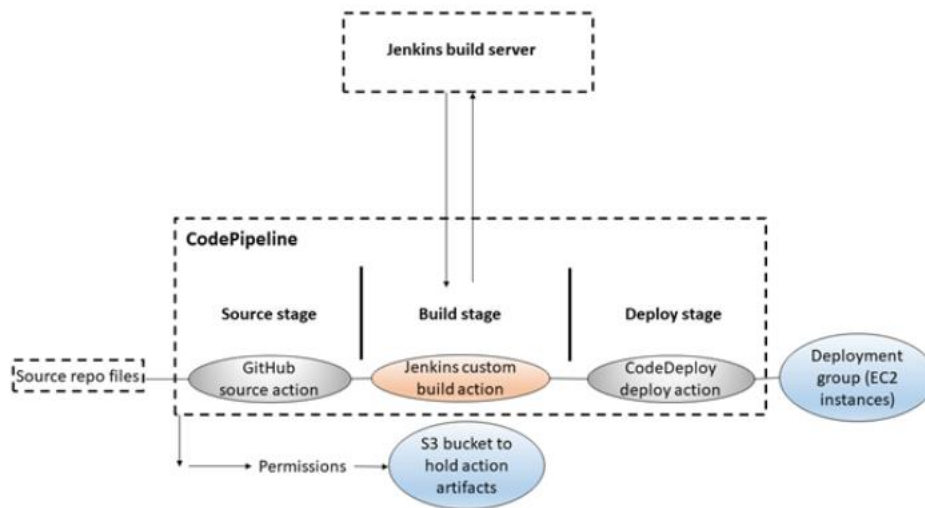 Jenkins build server
CodePipeline
Source stage
Build stage
Deploy stage
Source repo files
GitHub
source action
Jenkins custom
build action
CodeDeploy
deploy action
Deployment
group (EC2
instances)
Permissions
S3 bucket to
hold action
artifacts